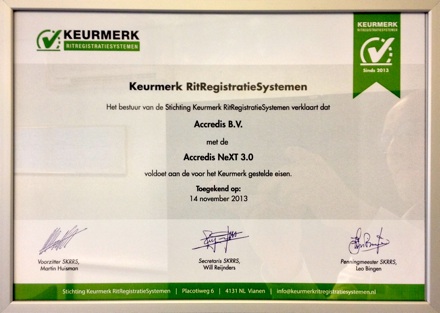 KEURMERK
RITREGISTRATIESYSTEMEN
KEURMERK
RITREGISTRATIESYSTEMEN
Sinds 2013
Keurmerk RitRegistratieSystemen
Het bestuur van de Stichting Keurmerk RitRegistratieSystemen verklaart dat
Accredis B.V.
met de
Accredis NeXT 3.0
voldoet aan de voor het Keurmerk gestelde eisen.
Toegekend op:
14 november 2013
Voorzitter SKRRS,
Martin Huisman
Secretaris SKRRS,
Will Reijnders
Penningmeester SKRRS,
Leo Bingen
Stichting Keurmerk RitRegistratieSystemen | Placotiweg 6 | 4131 NL Vianen | info@keurmerkritregistratiesystemen.nl